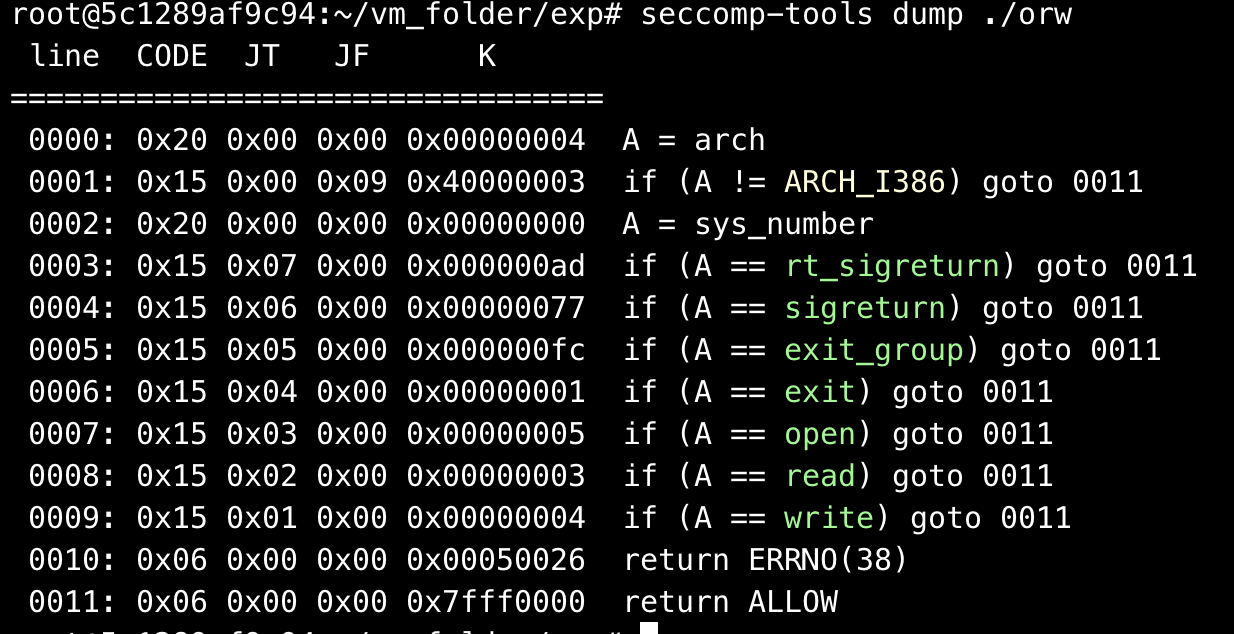 root@5c1289af9c94:~/vm_folder/exp# seccomp-tools dump ./orw
 line  CODE  JT   JF      K
=================================
 0000: 0x20 0x00 0x00 0x00000004  A = arch
 0001: 0x15 0x00 0x09 0x40000003  if (A != ARCH_I386) goto 0011
 0002: 0x20 0x00 0x00 0x00000000  A = sys_number
 0003: 0x15 0x07 0x00 0x000000ad  if (A == rt_sigreturn) goto 0011
 0004: 0x15 0x06 0x00 0x00000077  if (A == sigreturn) goto 0011
 0005: 0x15 0x05 0x00 0x000000fc  if (A == exit_group) goto 0011
 0006: 0x15 0x04 0x00 0x00000001  if (A == exit) goto 0011
 0007: 0x15 0x03 0x00 0x00000005  if (A == open) goto 0011
 0008: 0x15 0x02 0x00 0x00000003  if (A == read) goto 0011
 0009: 0x15 0x01 0x00 0x00000004  if (A == write) goto 0011
 0010: 0x06 0x00 0x00 0x00050026  return ERRNO(38)
 0011: 0x06 0x00 0x00 0x7fff0000  return ALLOW